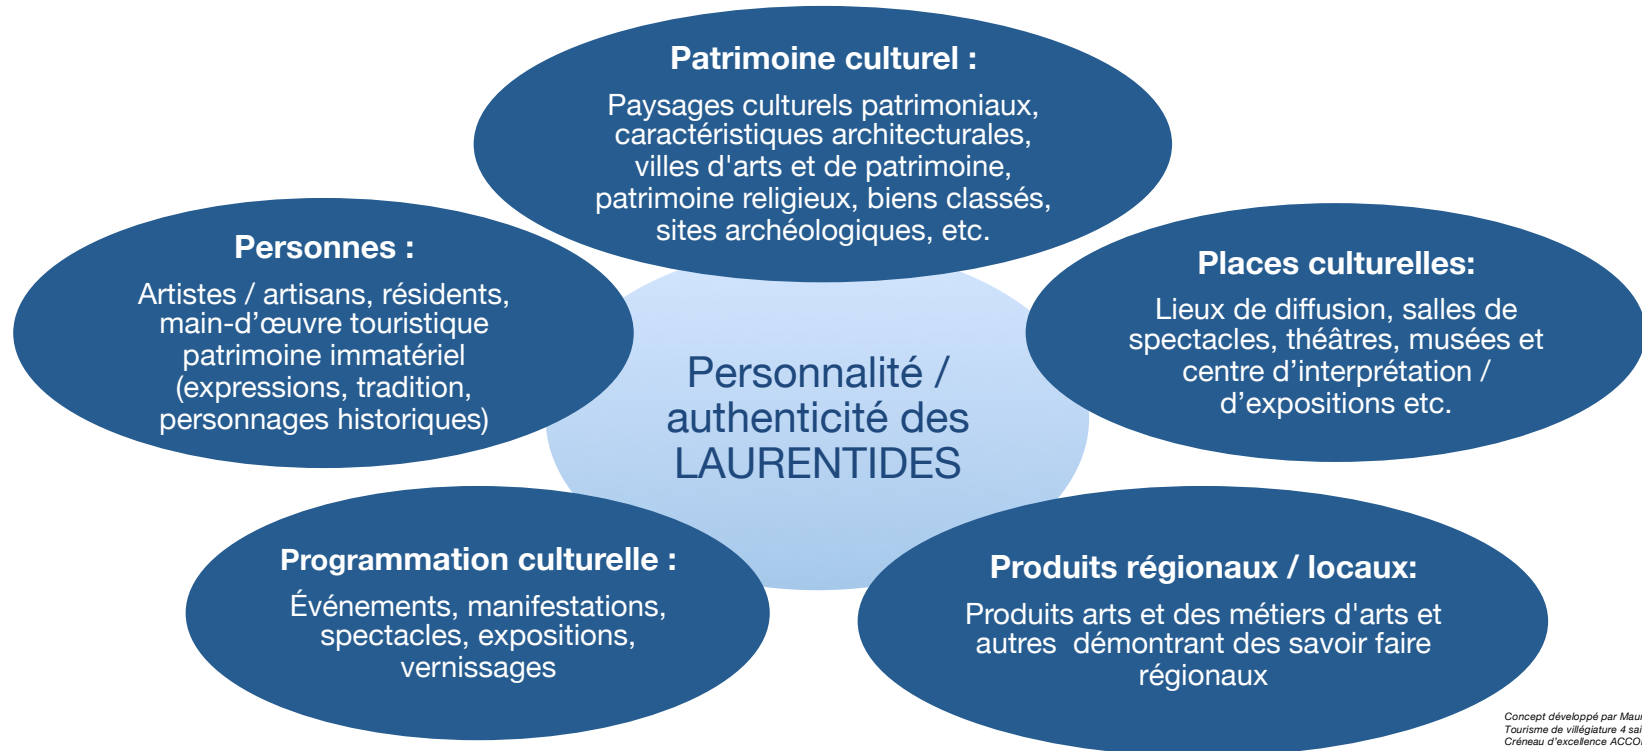 Patrimoine culturel :
Paysages culturels patrimoniaux,
caractéristiques architecturales,
villes d'arts et de patrimoine,
patrimoine religieux, biens classés,
sites archéologiques, etc.
Personnes :
Artistes / artisans, résidents,
main-d’œuvre touristique
patrimoine immatériel
(expressions, tradition,
personnages historiques)
Places culturelles:
Lieux de diffusion, salles de
spectacles, théâtres, musées et
centre d’interprétation /
d’expositions etc.
Personnalité /
authenticité des
LAURENTIDES
Programmation culturelle :
Événements, manifestations,
spectacles, expositions,
vernissages
Produits régionaux / locaux:
Produits arts et des métiers d'arts et
autres  démontrant des savoir faire
régionaux
Concept développé par
Tourisme de villégiature 4
Créneau d’excellence